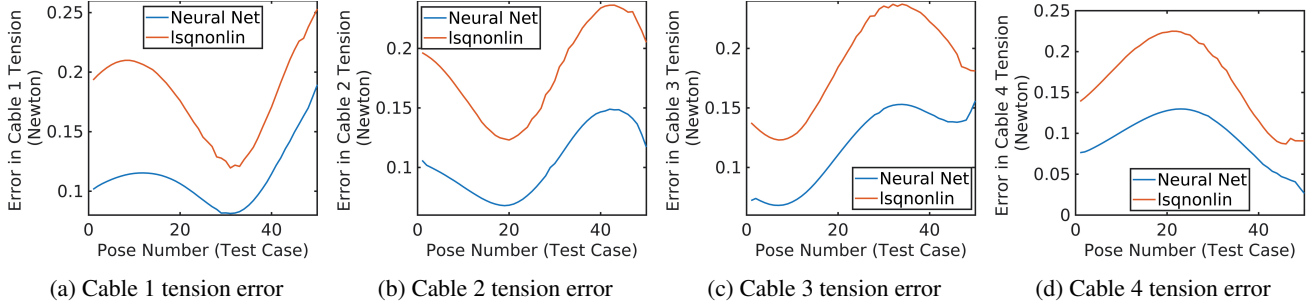 Error in Cable 1 Tension
(Newton)
0.25
0.2
0.15
0.1
Neural Net
lsqnonlin
0
20
40
Pose Number (Test Case)
(a) Cable 1 tension error
Error in Cable 2 Tension
(Newton)
0.2
0.15
0.1
Neural Net
lsqnonlin
0
20
40
Pose Number (Test Case)
(b) Cable 2 tension error
Error in Cable 3 Tension
(Newton)
0.2
0.15
0.1
Neural Net
lsqnonlin
0
20
40
Pose Number (Test Case)
(c) Cable 3 tension error
Error in Cable 4 Tension
(Newton)
0.25
0.2
0.15
0.1
0.05
0
Neural Net
lsqnonlin
0
20
40
Pose Number (Test Case)
(d) Cable 4 tension error